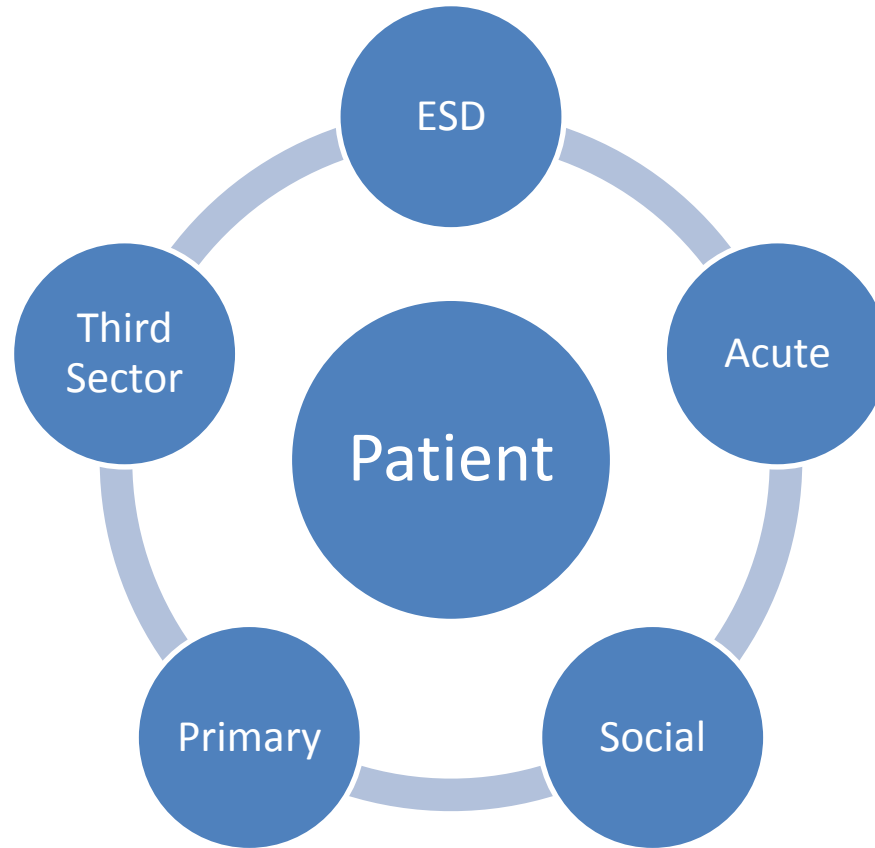 ESD
Third
Sector
Acute
Patient
Primary
Social